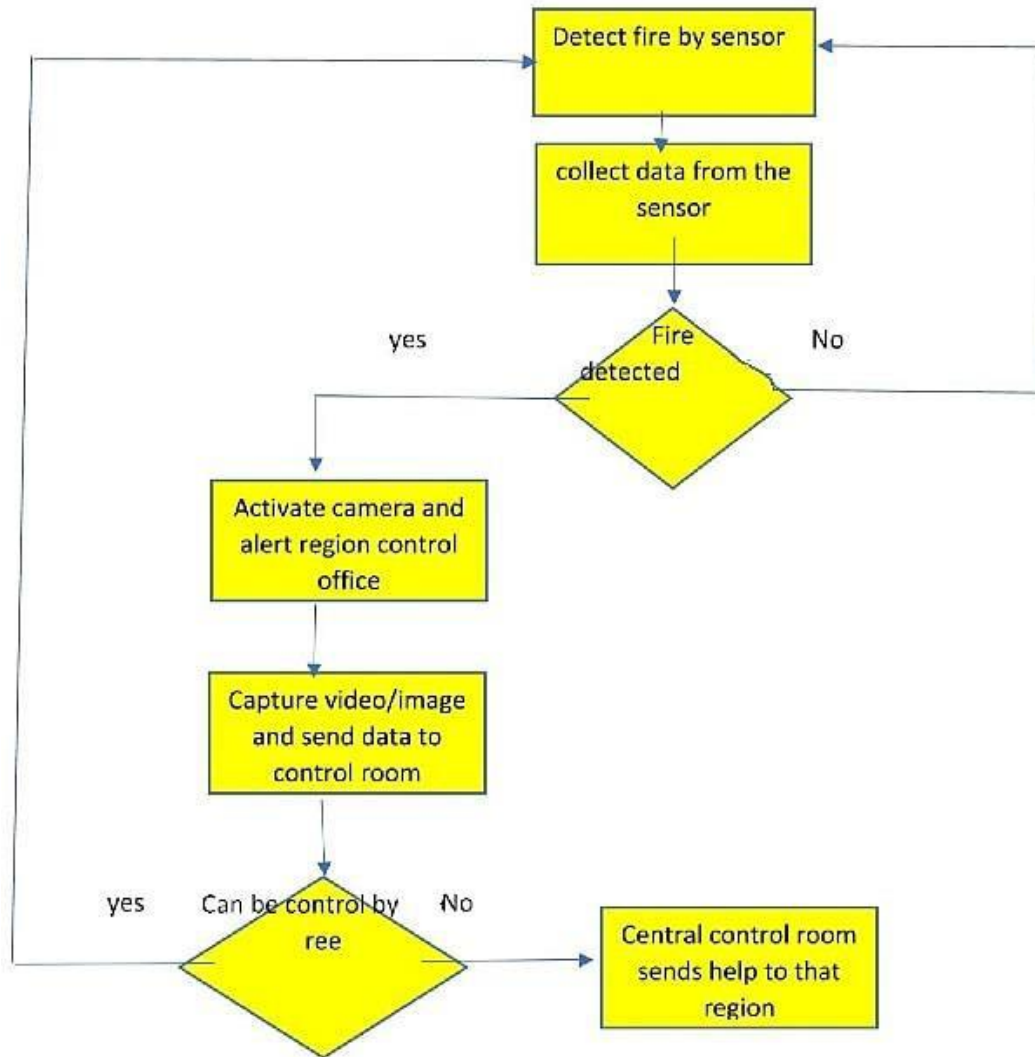 Detect fire by sensor
collect data from the
sensor
Fire
detected
yes
No
Activate camera and
alert region control
office
Capture video/image
and send data to
control room
Can be control by
ree
yes
No
Central control room
sends help to that
region